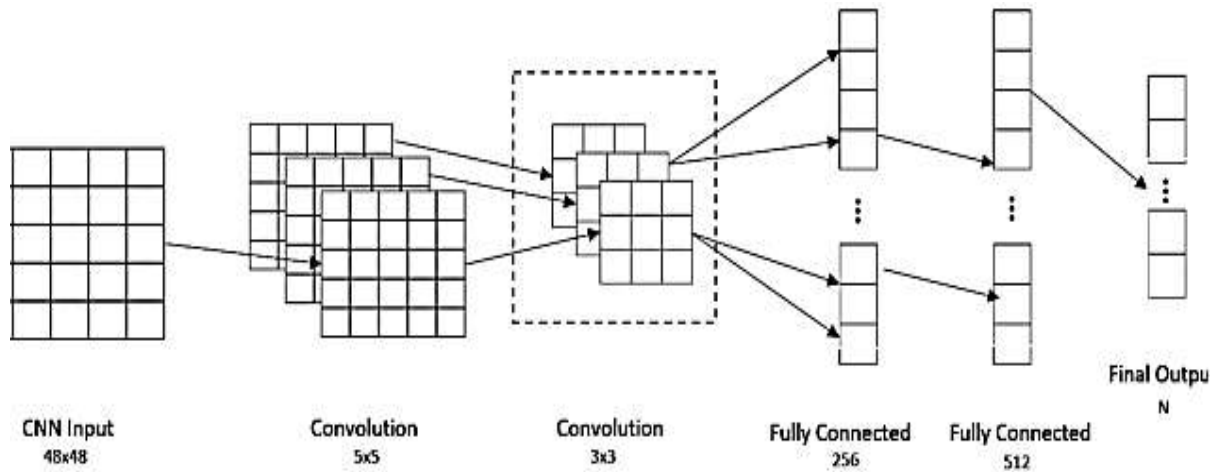 CNN Input
48x48
Convolution
5x5
Convolution
3x3
Fully Connected
256
Fully Connected
512
Final Outpu
N